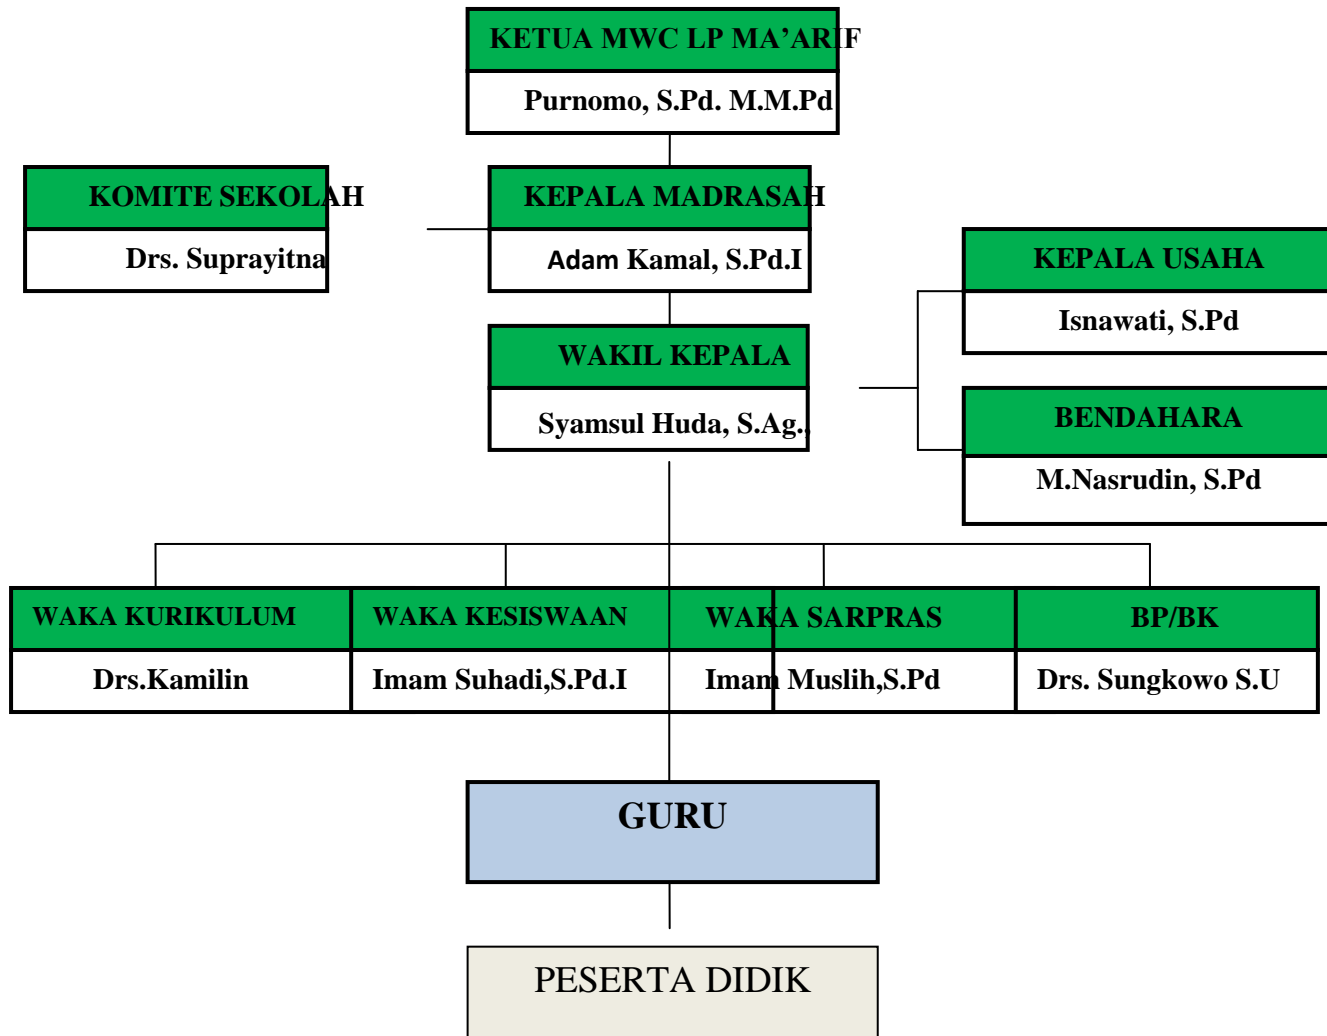 KETUA MWC LP MA’ARIF
Purnomo, S.Pd. M.M.Pd
KOMITE SEKOLAH
Drs. Suprayitna
KEPALA MADRASAH
Adam Kamal, S.Pd.I
KEPALA USAHA
Isnawati, S.Pd
WAKIL KEPALA
Syamsul Huda, S.Ag.,
BENDAHARA
M.Nasrudin, S.Pd
WAKA KURIKULUM
Drs.Kamilin
WAKA KESISWAAN
Imam Suhadi,S.Pd.I
WAKA SARPRAS
Imam Muslih,S.Pd
BP/BK
Drs. Sungkowo S.U
GURU
PESERTA DIDIK